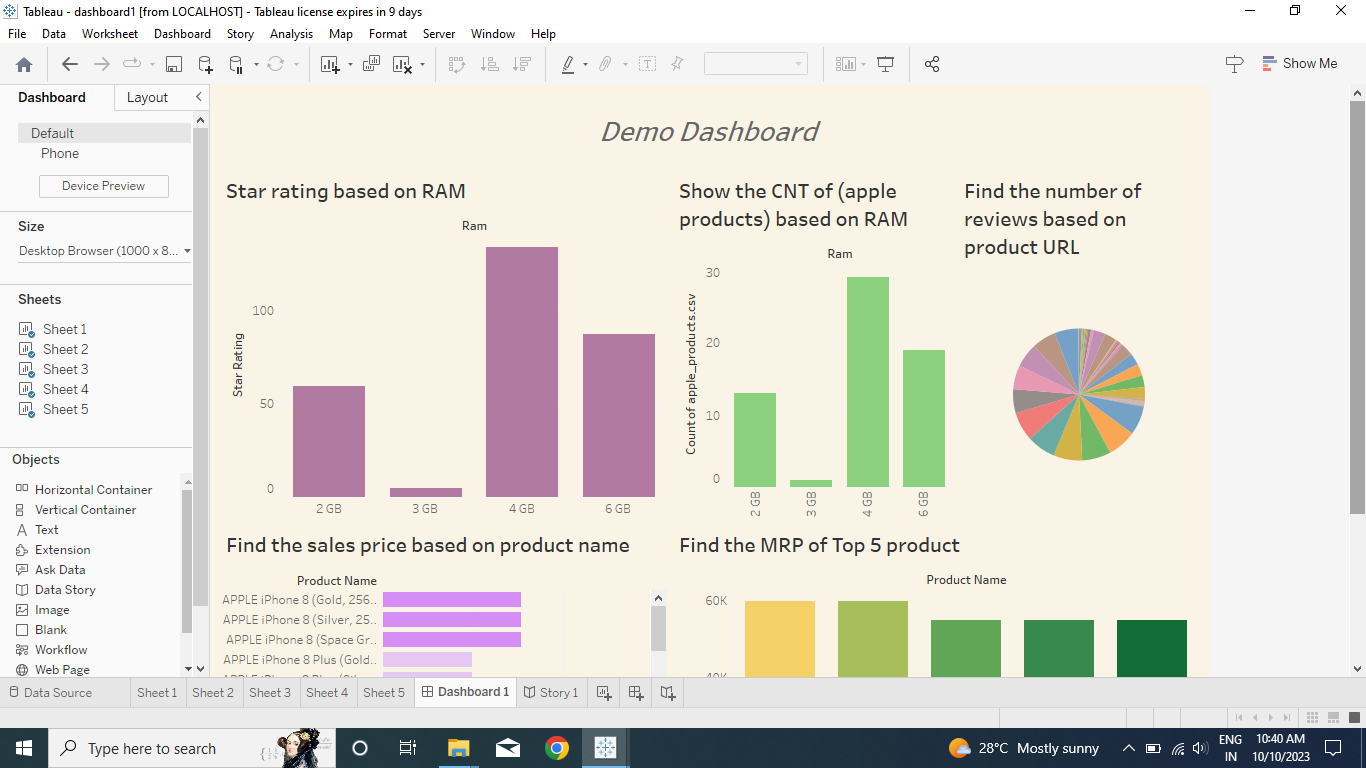 Tableau - dashboard1 [from LOCALHOST] - Tableau license expires in 9 days
File Data Worksheet Dashboard Story Analysis Map Format Server Window Help
Show Me
Dashboard Layout
Default
Phone
Device Preview
Size
Desktop Browser (1000 x 8...
Sheets
Sheet 1
Sheet 2
Sheet 3
Sheet 4
Sheet 5
Objects
Horizontal Container
Vertical Container
Text
Extension
Ask Data
Data Story
Image
Blank
Workflow
Web Page
Demo Dashboard
Star rating based on RAM
Ram
Star Rating
100
50
0
2 GB 3 GB 4 GB 6 GB
Show the CNT of (apple
products) based on RAM
Ram
Count of apple_products.csv
30
20
10
0
2 GB 3 GB 4 GB 6 GB
Find the number of
reviews based on
product URL
Find the sales price based on product name
Product Name
APPLE iPhone 8 (Gold, 256..
APPLE iPhone 8 (Silver, 25..
APPLE iPhone 8 (Space Gr..
APPLE iPhone 8 Plus (Gold..
Find the MRP of Top 5 product
Product Name
60K
40K
Data Source Sheet 1 Sheet 2 Sheet 3 Sheet 4 Sheet 5 Dashboard 1 Story 1
Type here to search
28°C Mostly sunny
ENG
IN
10:40 AM
10/10/2023